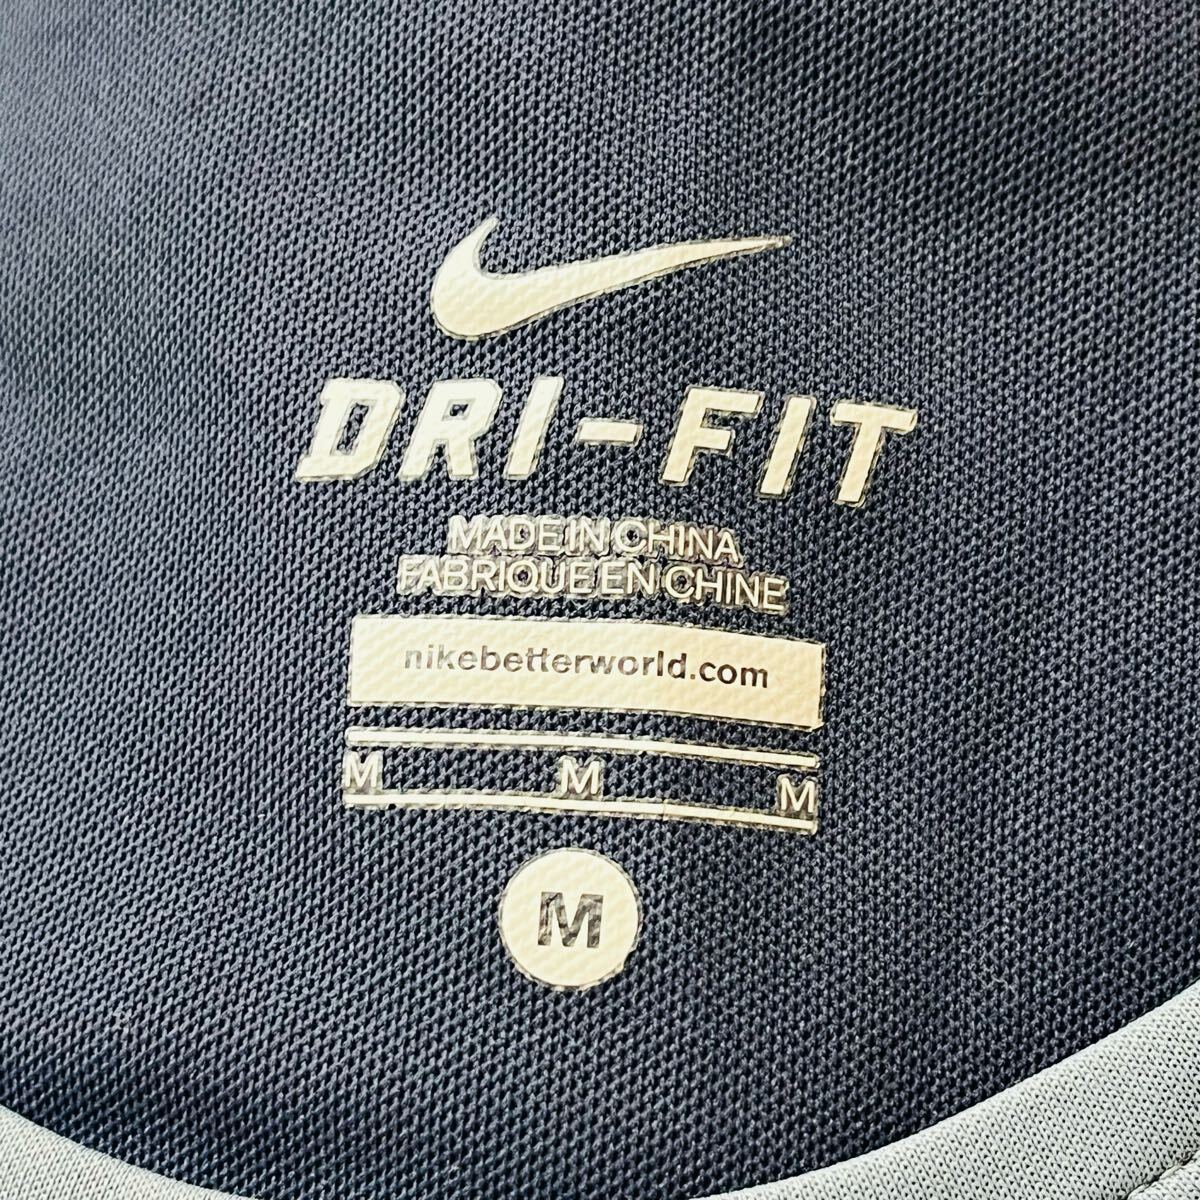 DRI-FIT
MADE IN CHINA
FABRIQUE EN CHINE
nikebetterworld.com
M M M
M